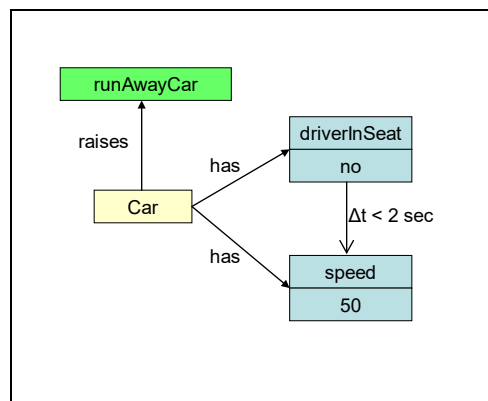 runAwayCar
raises
driverInSeat
has
no
Car
Δt < 2 sec
has
speed
50